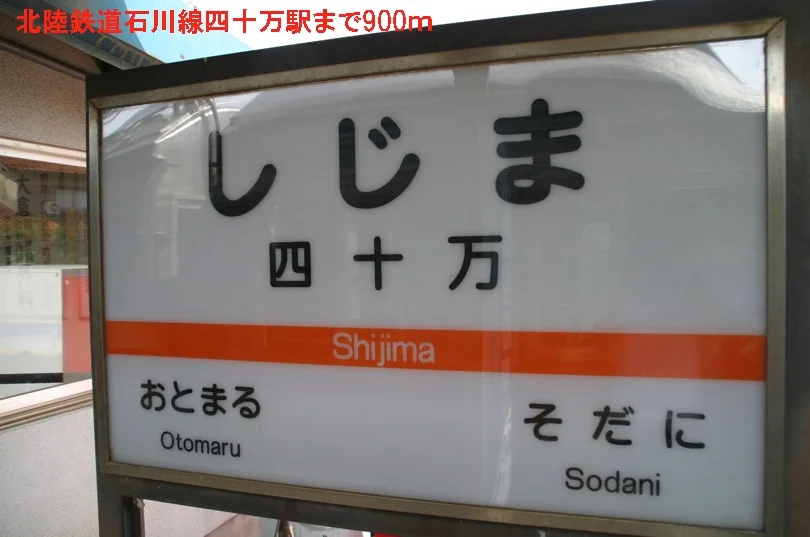 北陸鉄道石川線四十万駅まで900m
しじま
四十万
Shijima
おとまる
Otomaru
そだに
Sodani